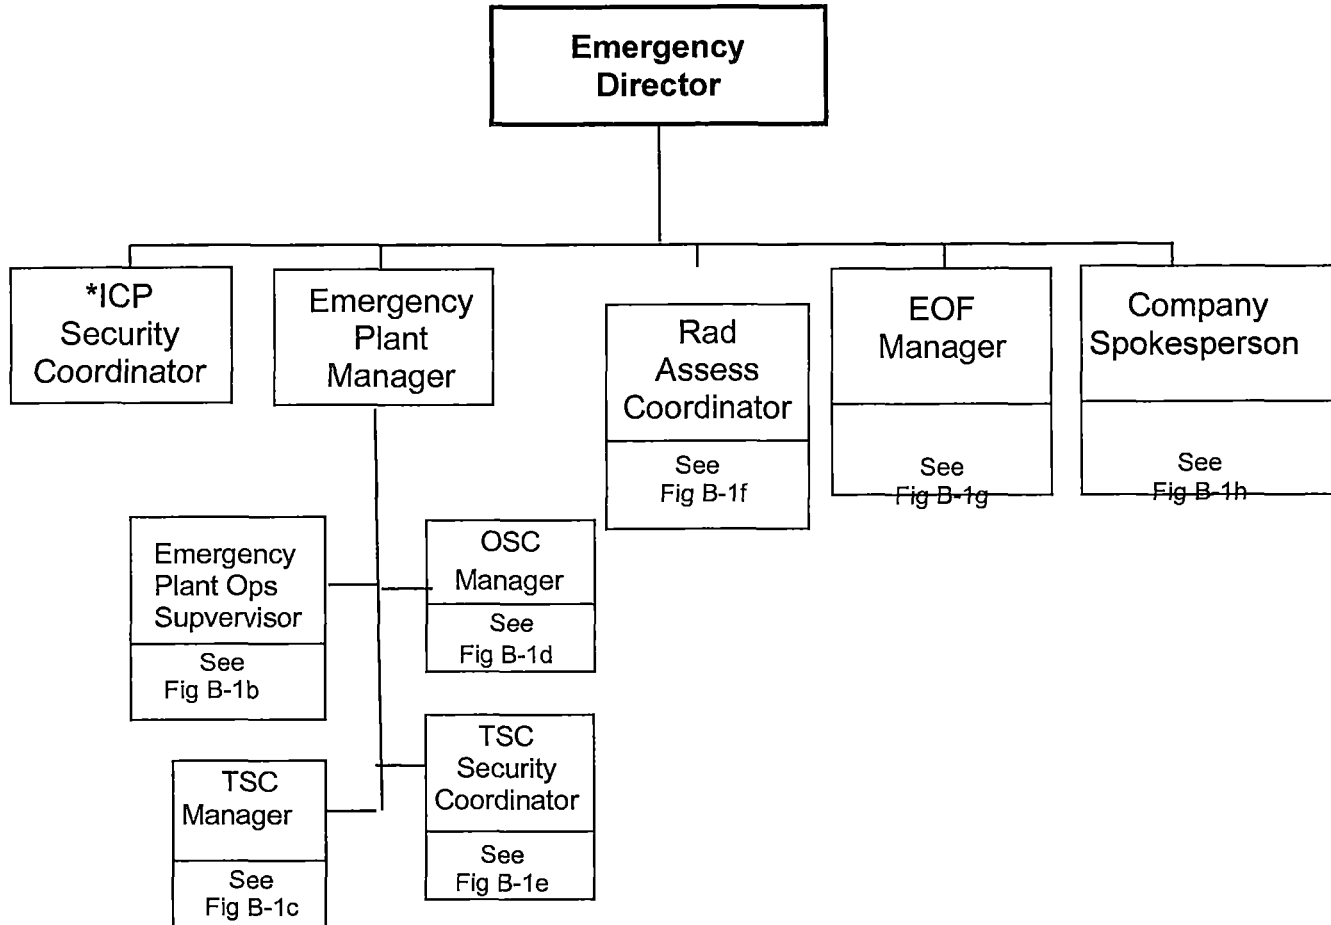 Emergency
Director
*ICP
Security
Coordinator
Emergency
Plant
Manager
Rad
Assess
Coordinator
See
Fig B-1f
EOF
Manager
See
Fig B-1g
Company
Spokesperson
See
Fig B-1h
Emergency
Plant Ops
Supvervisor
See
Fig B-1b
OSC
Manager
See
Fig B-1d
TSC
Manager
See
Fig B-1c
TSC
Security
Coordinator
See
Fig B-1e